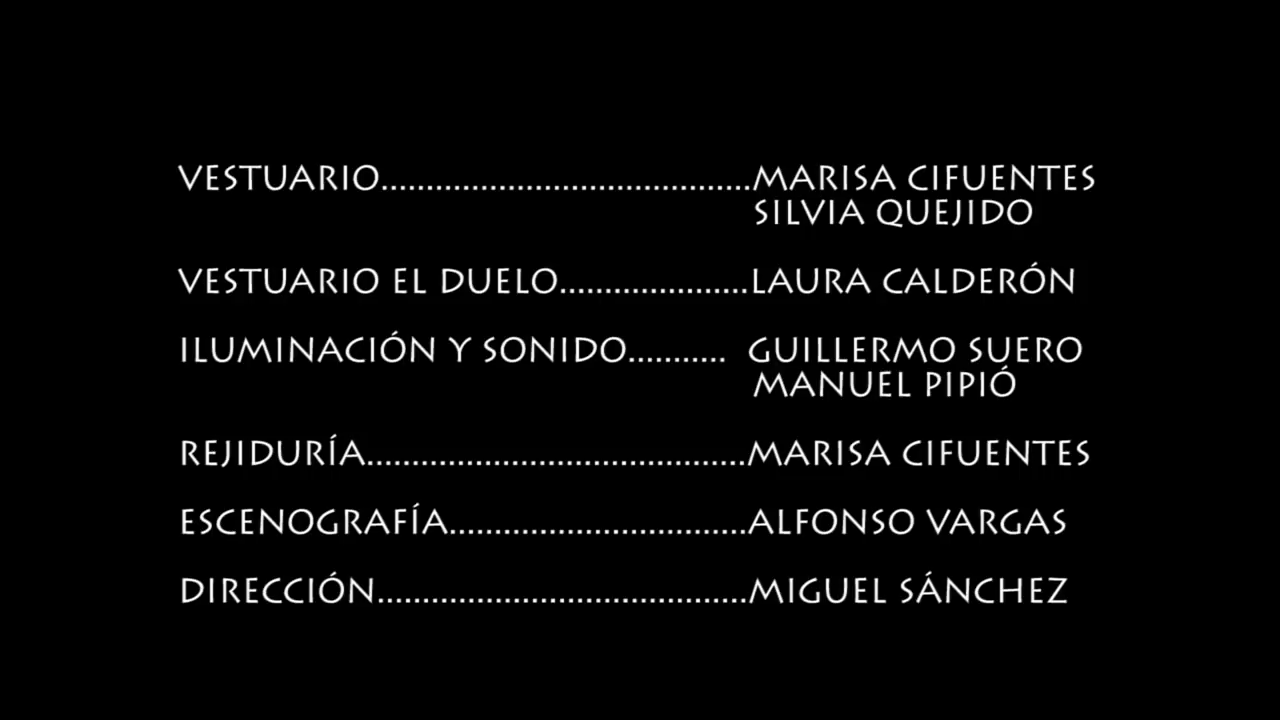 VESTUARIO.........................................MARISA CIFUENTES
SILVIA QUEJIDO
VESTUARIO EL DUELO.....................LAURA CALDERÓN
ILUMINACIÓN Y SONIDO........... GUILLERMO SUERO
MANUEL PIPIÓ
REJIDURÍA..........................................MARISA CIFUENTES
ESCENOGRAFÍA.................................ALFONSO VARGAS
DIRECCIÓN.........................................MIGUEL SÁNCHEZ